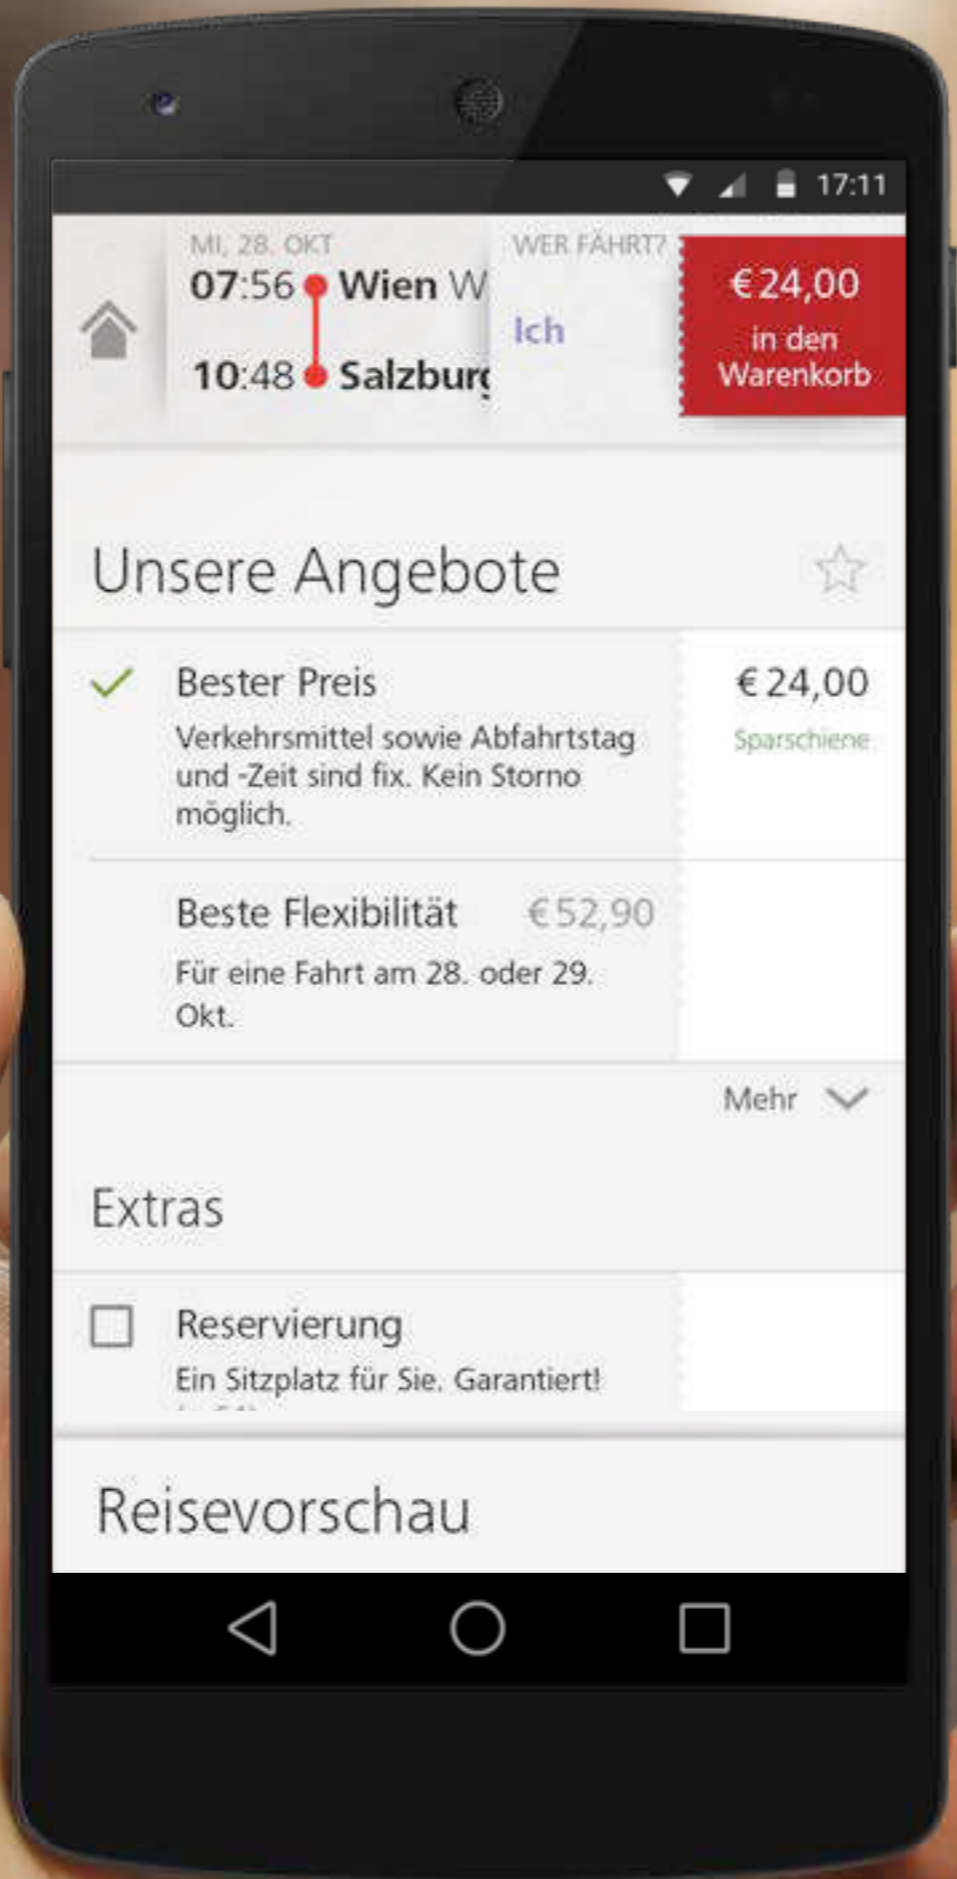 17:11
MI, 28. OKT
07:56 Wien W
10:48 Salzburg
WER FÄHRT?
Ich
€ 24,00
in den
Warenkorb
Unsere Angebote
Bester Preis
€ 24,00
Verkehrsmittel sowie Abfahrtstag
und -Zeit sind fix. Kein Storno
möglich.
Sparschiene
Beste Flexibilität € 52,90
Für eine Fahrt am 28. oder 29.
Okt.
Mehr
Extras
Reservierung
Ein Sitzplatz für Sie. Garantiert!
Reisevorschau